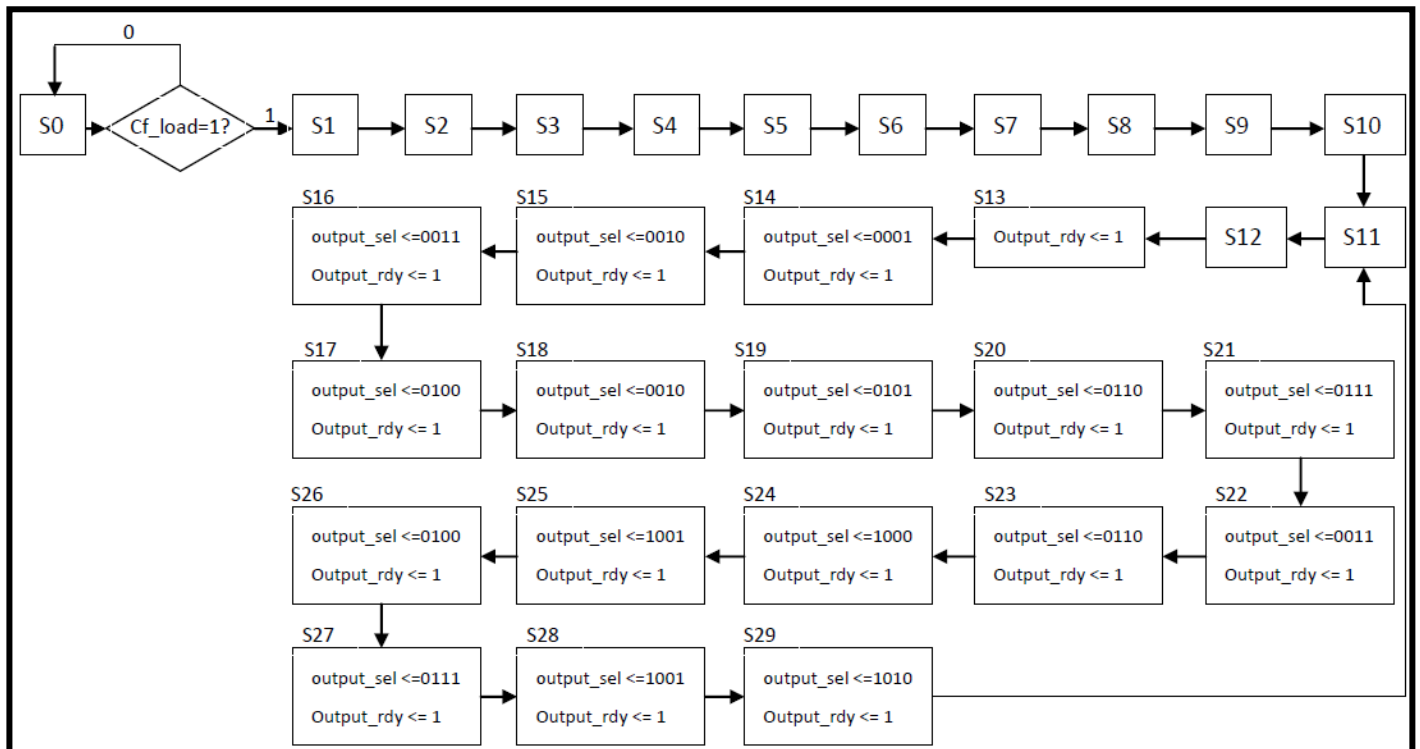 0
S0
Cf_load=1?
1
S1
S2
S3
S4
S5
S6
S7
S8
S9
S10
S16
output_sel <=0011
Output_rdy <= 1
S15
output_sel <=0010
Output_rdy <= 1
S14
output_sel <=0001
Output_rdy <= 1
S13
Output_rdy <= 1
S12
S11
S17
output_sel <=0100
Output_rdy <= 1
S18
output_sel <=0010
Output_rdy <= 1
S19
output_sel <=0101
Output_rdy <= 1
S20
output_sel <=0110
Output_rdy <= 1
S21
output_sel <=0111
Output_rdy <= 1
S26
output_sel <=0100
Output_rdy <= 1
S25
output_sel <=1001
Output_rdy <= 1
S24
output_sel <=1000
Output_rdy <= 1
S23
output_sel <=0110
Output_rdy <= 1
S22
output_sel <=0011
Output_rdy <= 1
S27
output_sel <=0111
Output_rdy <= 1
S28
output_sel <=1001
Output_rdy <= 1
S29
output_sel <=1010
Output_rdy <= 1